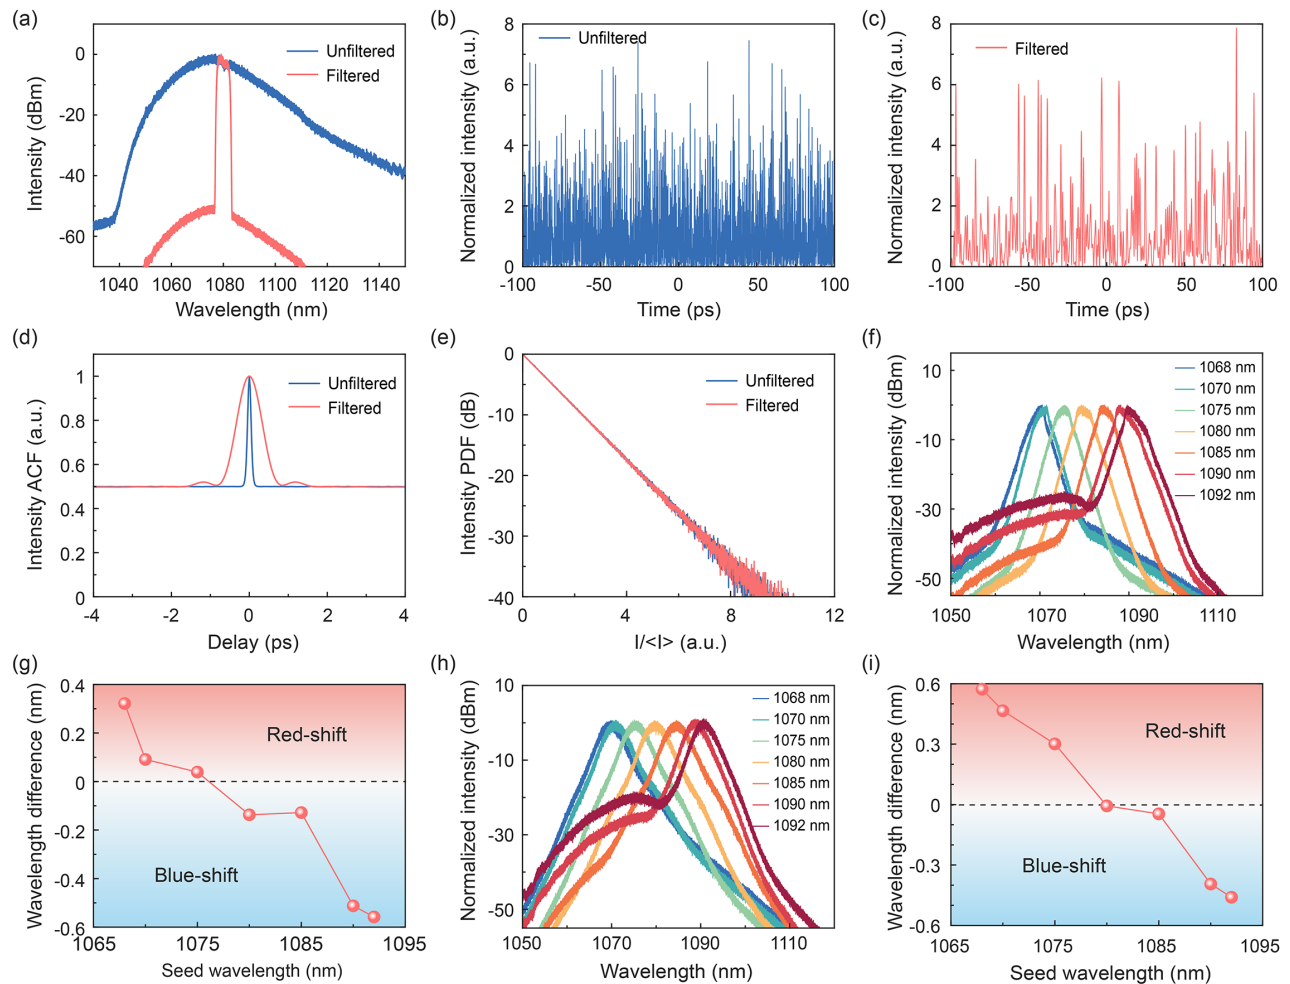 (a)
Unfiltered
Filtered
Intensity (dBm)
0
-20
-40
-60
1040
1060
1080
1100
1120
1140
Wavelength (nm)
(b)
Unfiltered
Normalized intensity (a.u.)
8
6
4
2
0
-100
-50
0
50
100
Time (ps)
(c)
Filtered
Normalized intensity (a.u.)
8
6
4
2
0
-100
-50
0
50
100
Time (ps)
(d)
Unfiltered
Filtered
Intensity ACF (a.u.)
1
0.8
0.6
0.4
0.2
0
-4
-2
0
2
4
Delay (ps)
(e)
Unfiltered
Filtered
Intensity PDF (dB)
0
-10
-20
-30
-40
0
4
8
12
I/<I> (a.u.)
(f)
1068 nm
1070 nm
1075 nm
1080 nm
1085 nm
1090 nm
1092 nm
Normalized intensity (dBm)
10
-10
-30
-50
1050
1070
1090
1110
Wavelength (nm)
(g)
Red-shift
Blue-shift
Wavelength difference (nm)
0.4
0.2
0
-0.2
-0.4
-0.6
1065
1075
1085
1095
Seed wavelength (nm)
(h)
1068 nm
1070 nm
1075 nm
1080 nm
1085 nm
1090 nm
1092 nm
Normalized intensity (dBm)
10
-10
-30
-50
1050
1070
1090
1110
Wavelength (nm)
(i)
Red-shift
Blue-shift
Wavelength difference (nm)
0.6
0.3
0
-0.3
-0.6
1065
1075
1085
1095
Seed wavelength (nm)